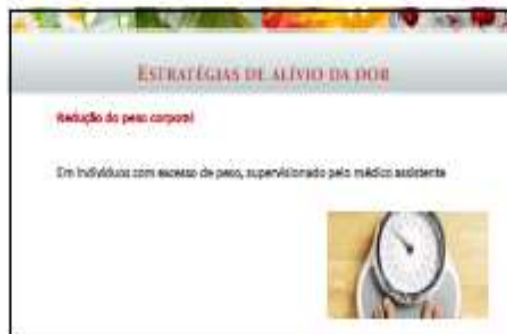 ESTRATÉGIAS DE ALÍVIO DA DOR
Redução do peso corporal
Em indivíduos com excesso de peso, supervisionado pelo médico assistente